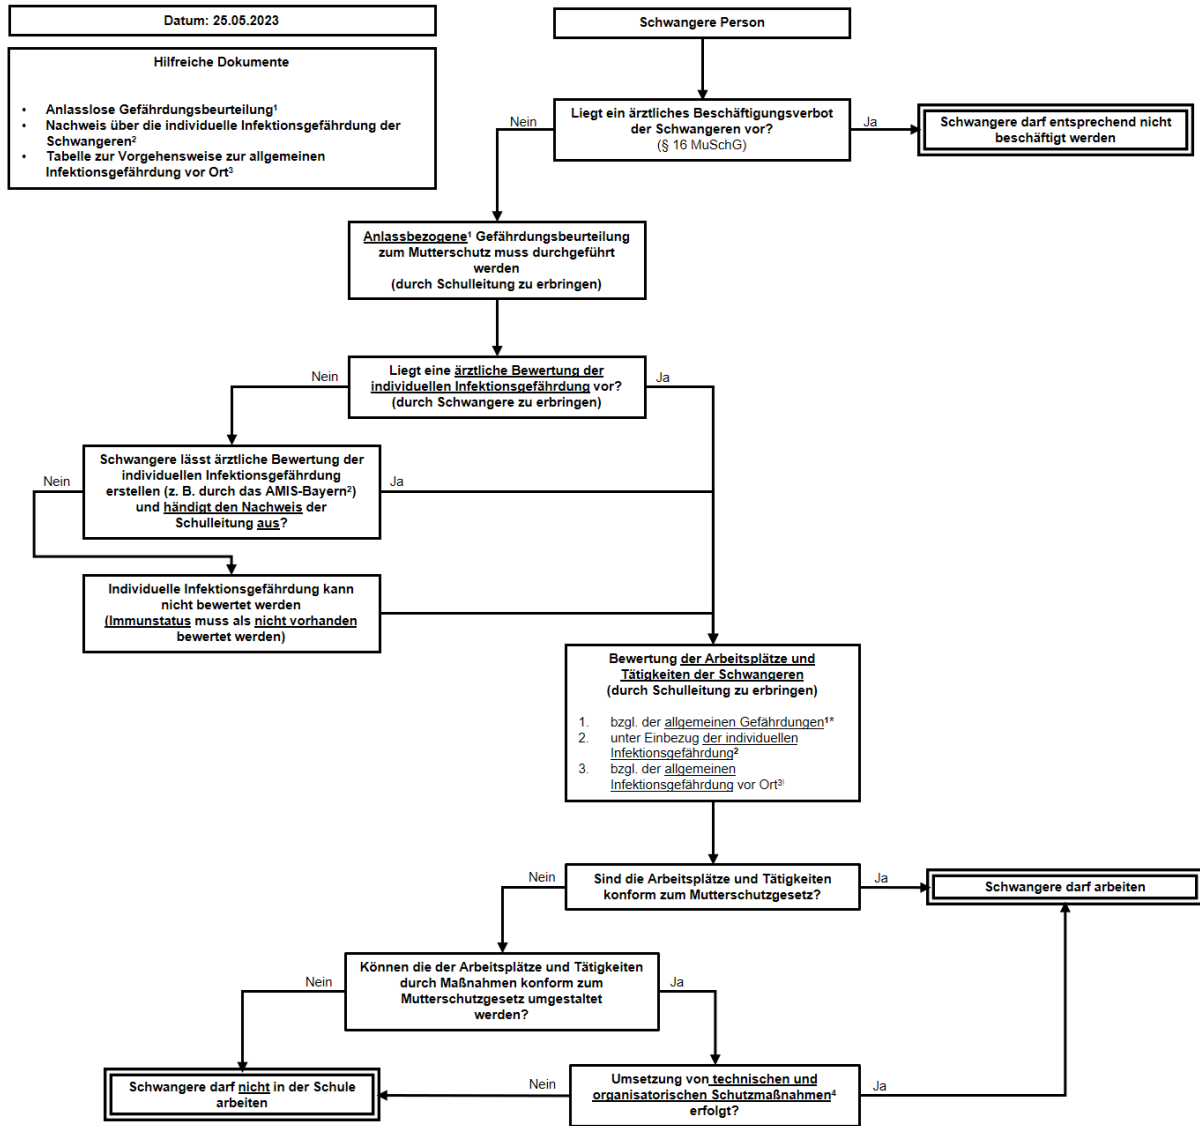 Datum: 25.05.2023
Hilfreiche Dokumente
• Anlasslose Gefährdungsbeurteilung¹
• Nachweis über die individuelle Infektionsgefährdung der
Schwangeren²
• Tabelle zur Vorgehensweise zur allgemeinen
Infektionsgefährdung vor Ort³
Schwangere Person
Liegt ein ärztliches Beschäftigungsverbot
der Schwangeren vor?
(§ 16 MuSchG)
Nein
Ja
Schwangere darf entsprechend nicht
beschäftigt werden
Anlassbezogene¹ Gefährdungsbeurteilung
zum Mutterschutz muss durchgeführt
werden
(durch Schulleitung zu erbringen)
Liegt eine ärztliche Bewertung der
individuellen Infektionsgefährdung vor?
(durch Schwangere zu erbringen)
Nein
Ja
Schwangere lässt ärztliche Bewertung der
individuellen Infektionsgefährdung
erstellen (z. B. durch das AMIS-Bayern²)
und händigt den Nachweis der
Schulleitung aus?
Nein
Ja
Individuelle Infektionsgefährdung kann
nicht bewertet werden
(Immunstatus muss als nicht vorhanden
bewertet werden)
Bewertung der Arbeitsplätze und
Tätigkeiten der Schwangeren
(durch Schulleitung zu erbringen)
1. bzgl. der allgemeinen Gefährdungen¹*
2. unter Einbezug der individuellen
Infektionsgefährdung²
3. bzgl. der allgemeinen
Infektionsgefährdung vor Ort³ˡ
Sind die Arbeitsplätze und Tätigkeiten
konform zum Mutterschutzgesetz?
Nein
Ja
Schwangere darf arbeiten
Können die der Arbeitsplätze und Tätigkeiten
durch Maßnahmen konform zum
Mutterschutzgesetz umgestaltet
werden?
Nein
Ja
Schwangere darf nicht in der Schule
arbeiten
Umsetzung von technischen und
organisatorischen Schutzmaßnahmen⁴
erfolgt?
Nein
Ja